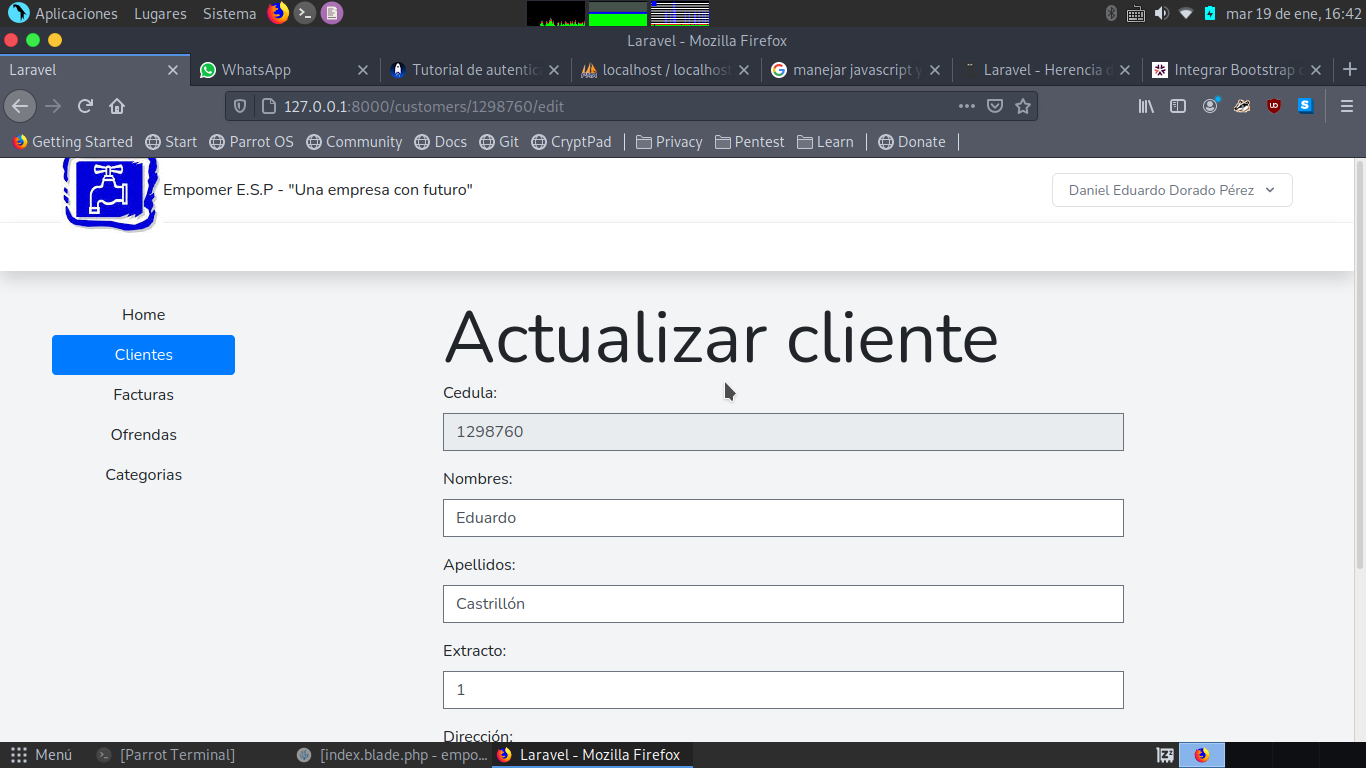 Aplicaciones Lugares Sistema mar 19 de ene, 16:42
Laravel - Mozilla Firefox
Laravel WhatsApp Tutorial de autentic localhost / localhos manejar javascript y Laravel - Herencia d Integrar Bootstrap c
127.0.0.1:8000/customers/1298760/edit
Getting Started Start Parrot OS Community Docs Git CryptPad Privacy Pentest Learn Donate
Empomer E.S.P - "Una empresa con futuro" Daniel Eduardo Dorado Pérez
Home
Clientes
Facturas
Ofrendas
Categorias
Actualizar cliente
Cedula:
1298760
Nombres:
Eduardo
Apellidos:
Castrillón
Extracto:
1
Dirección:
Menú [Parrot Terminal] [index.blade.php - empo... Laravel - Mozilla Firefox